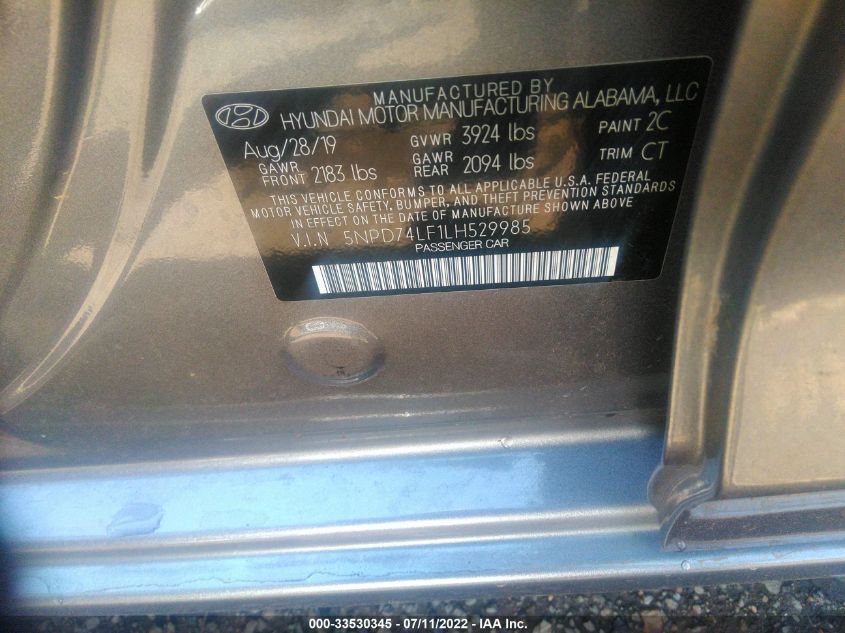 MANUFACTURED BY
HYUNDAI MOTOR MANUFACTURING ALABAMA, LLC
Aug/28/19 GVWR 3924 lbs PAINT 2C
GAWR FRONT 2183 lbs GAWR REAR 2094 lbs TRIM CT
THIS VEHICLE CONFORMS TO ALL APPLICABLE U.S.A. FEDERAL
MOTOR VEHICLE SAFETY, BUMPER, AND THEFT PREVENTION STANDARDS
IN EFFECT ON THE DATE OF MANUFACTURE SHOWN ABOVE.
V.I.N 5NPD74LF1LH529985
PASSENGER CAR
000-33530345 - 07/11/2022 - © IAA, Inc.